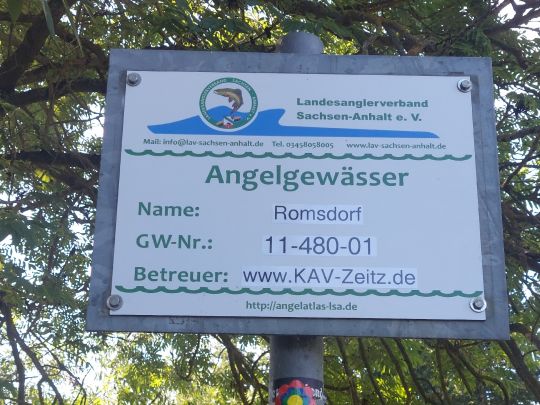 Landesanglerverband
Sachsen-Anhalt e. V.
Mail: info@lav-sachsen-anhalt.de Tel. 03458058005 www.lav-sachsen-anhalt.de
Angelgewässer
Name: Romsdorf
GW-Nr.: 11-480-01
Betreuer: www.KAV-Zeitz.de
http://angelatlas-lsa.de